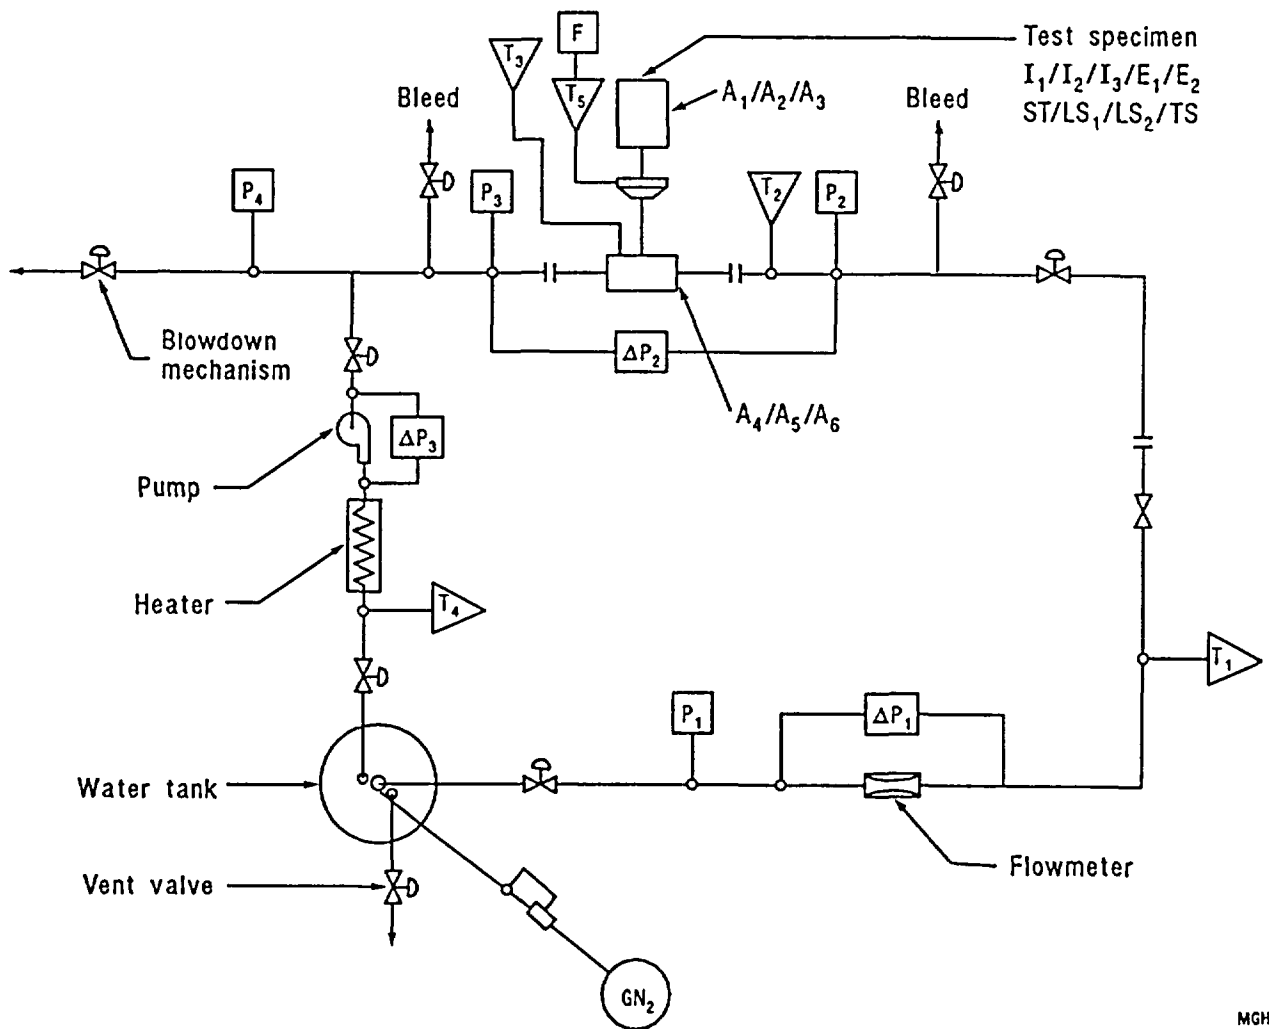 F
T₃
T₅
Test specimen
I₁/I₂/I₃/E₁/E₂
ST/LS₁/LS₂/TS
A₁/A₂/A₃
Bleed
Bleed
P₄
P₃
T₂
P₂
Blowdown
mechanism
ΔP₂
A₄/A₅/A₆
ΔP₃
Pump
Heater
T₄
T₁
P₁
ΔP₁
Water tank
Flowmeter
Vent valve
GN₂
MGH